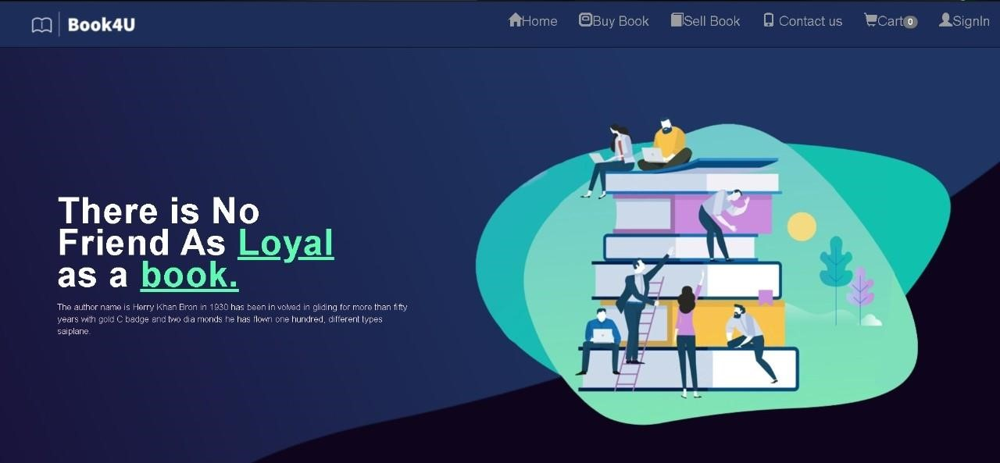 Book4U
Home Buy Book Sell Book Contact us Cart 0 SignIn
There is No
Friend As Loyal
as a book.
The author name is Herry Khan Bron in 1930 has been in volved in gliding for more than fifty
years with gold C badge and two dia monds he has flown one hundred, different types
saiplane.